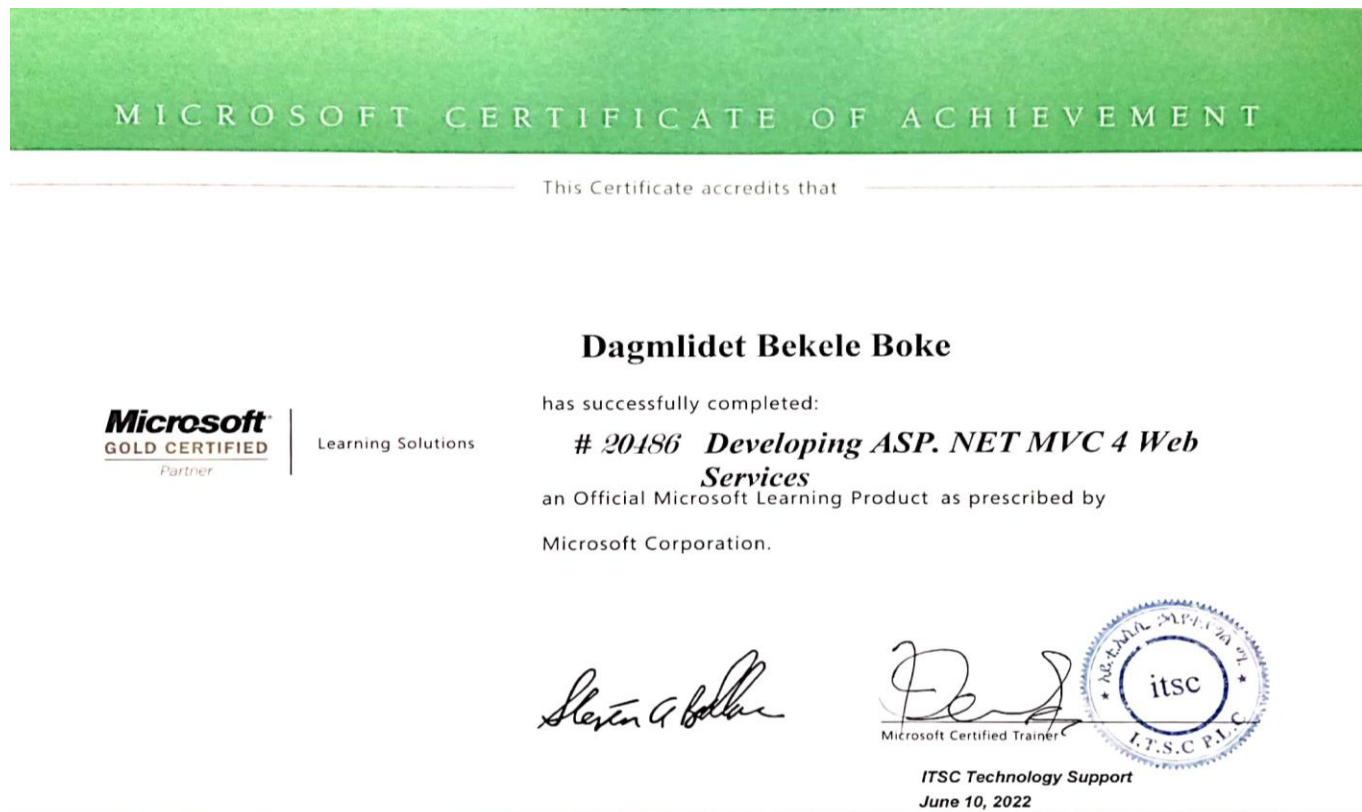 MICROSOFT CERTIFICATE OF ACHIEVEMENT
This Certificate accredits that
Dagmlidet Bekele Boke
has successfully completed:
Microsoft
GOLD CERTIFIED
Partner
Learning Solutions
# 20486 Developing ASP. NET MVC 4 Web
Services
an Official Microsoft Learning Product as prescribed by
Microsoft Corporation.
Microsoft Certified Trainer
itsc
I.T.S.C P.L.C
ITSC Technology Support
June 10, 2022